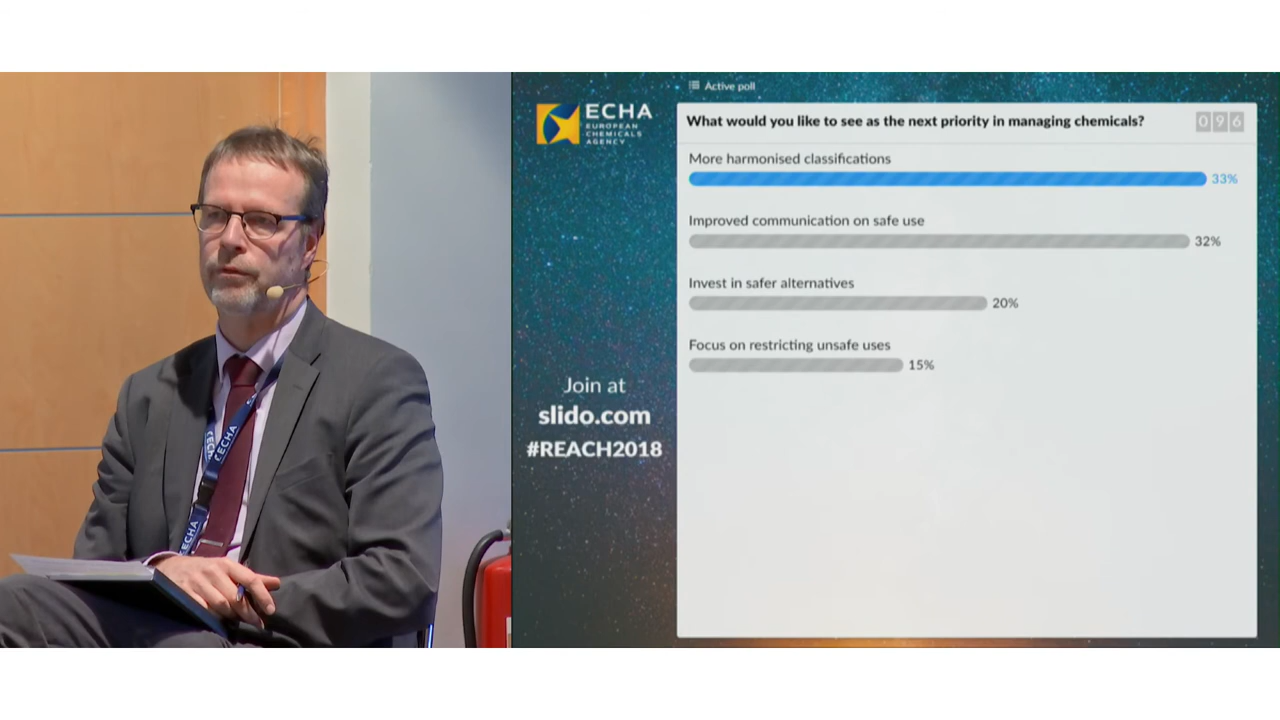 Active poll
ECHA
EUROPEAN
CHEMICALS
AGENCY
What would you like to see as the next priority in managing chemicals?
096
More harmonised classifications
33%
Improved communication on safe use
32%
Invest in safer alternatives
20%
Focus on restricting unsafe uses
15%
Join at
slido.com
#REACH2018
ECHA
ECHA
ECHA